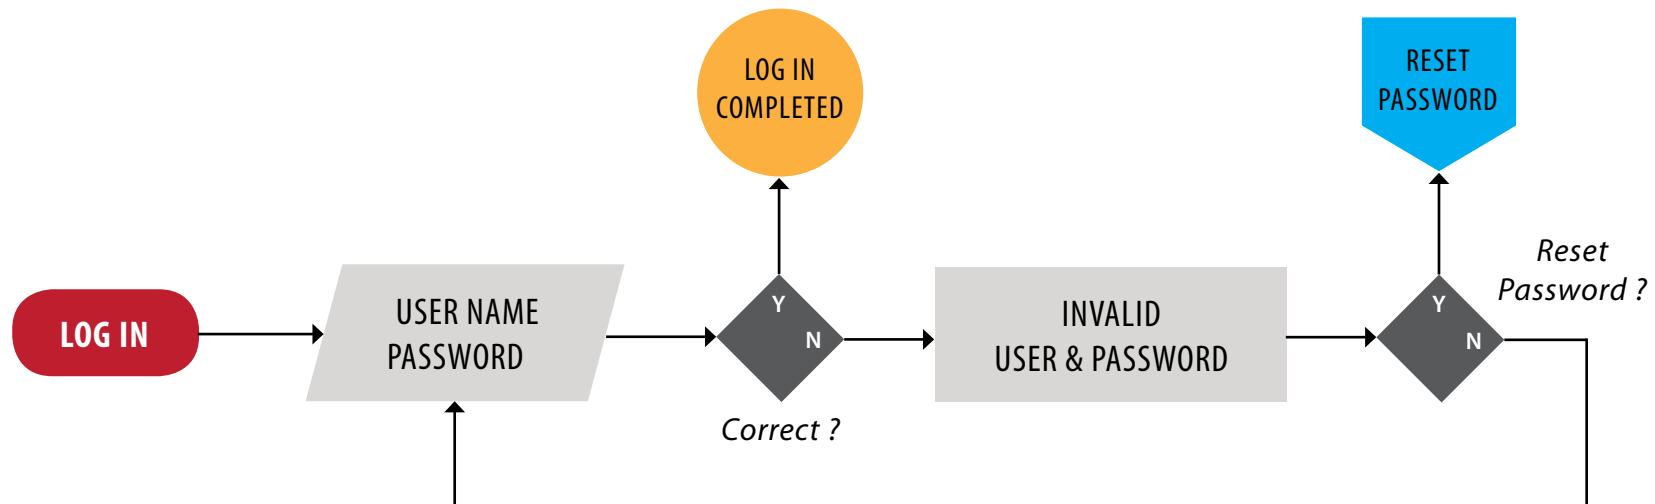 LOG IN
USER NAME
PASSWORD
LOG IN
COMPLETED
Y
N
Correct ?
INVALID
USER & PASSWORD
RESET
PASSWORD
Y
N
Reset
Password ?